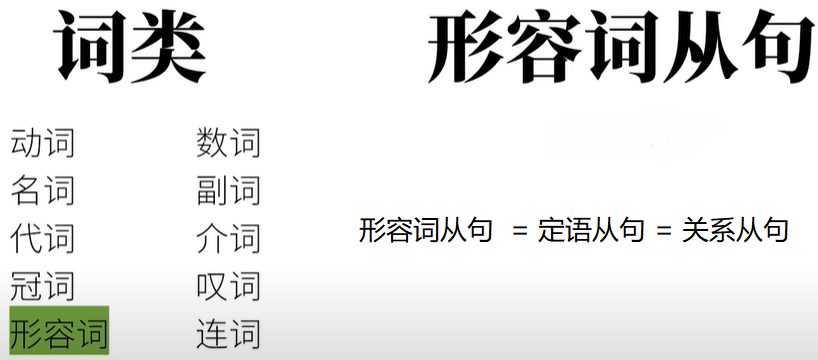 词类
形容词从句
动词 数词
名词 副词
代词 介词
形容词从句 = 定语从句 = 关系从句
冠词 叹词
形容词 连词